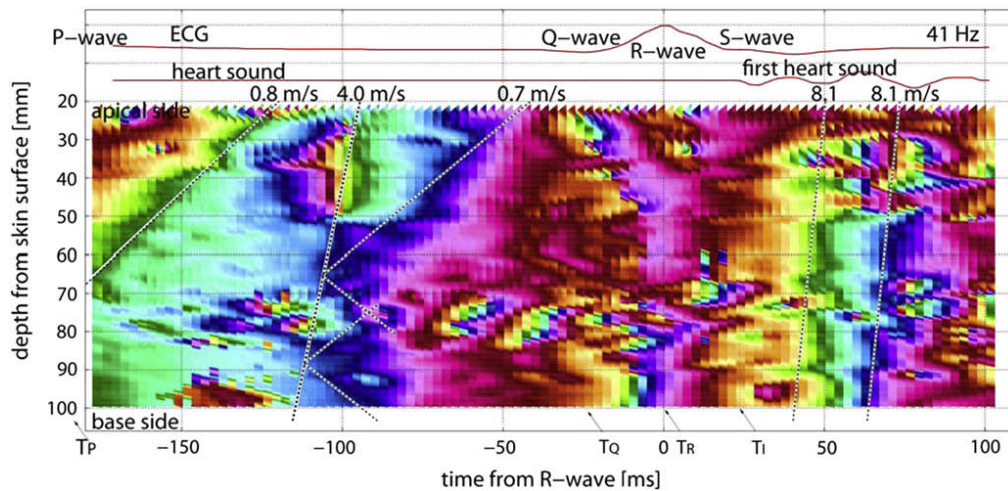 P-wave ECG Q-wave R-wave S-wave 41 Hz
heart sound first heart sound
0.8 m/s 4.0 m/s 0.7 m/s 8.1 8.1 m/s
apical side
depth from skin surface [mm]
20
30
40
50
60
70
80
90
100
base side
TP −150 −100 −50 TQ 0 TR TI 50 100
time from R-wave [ms]